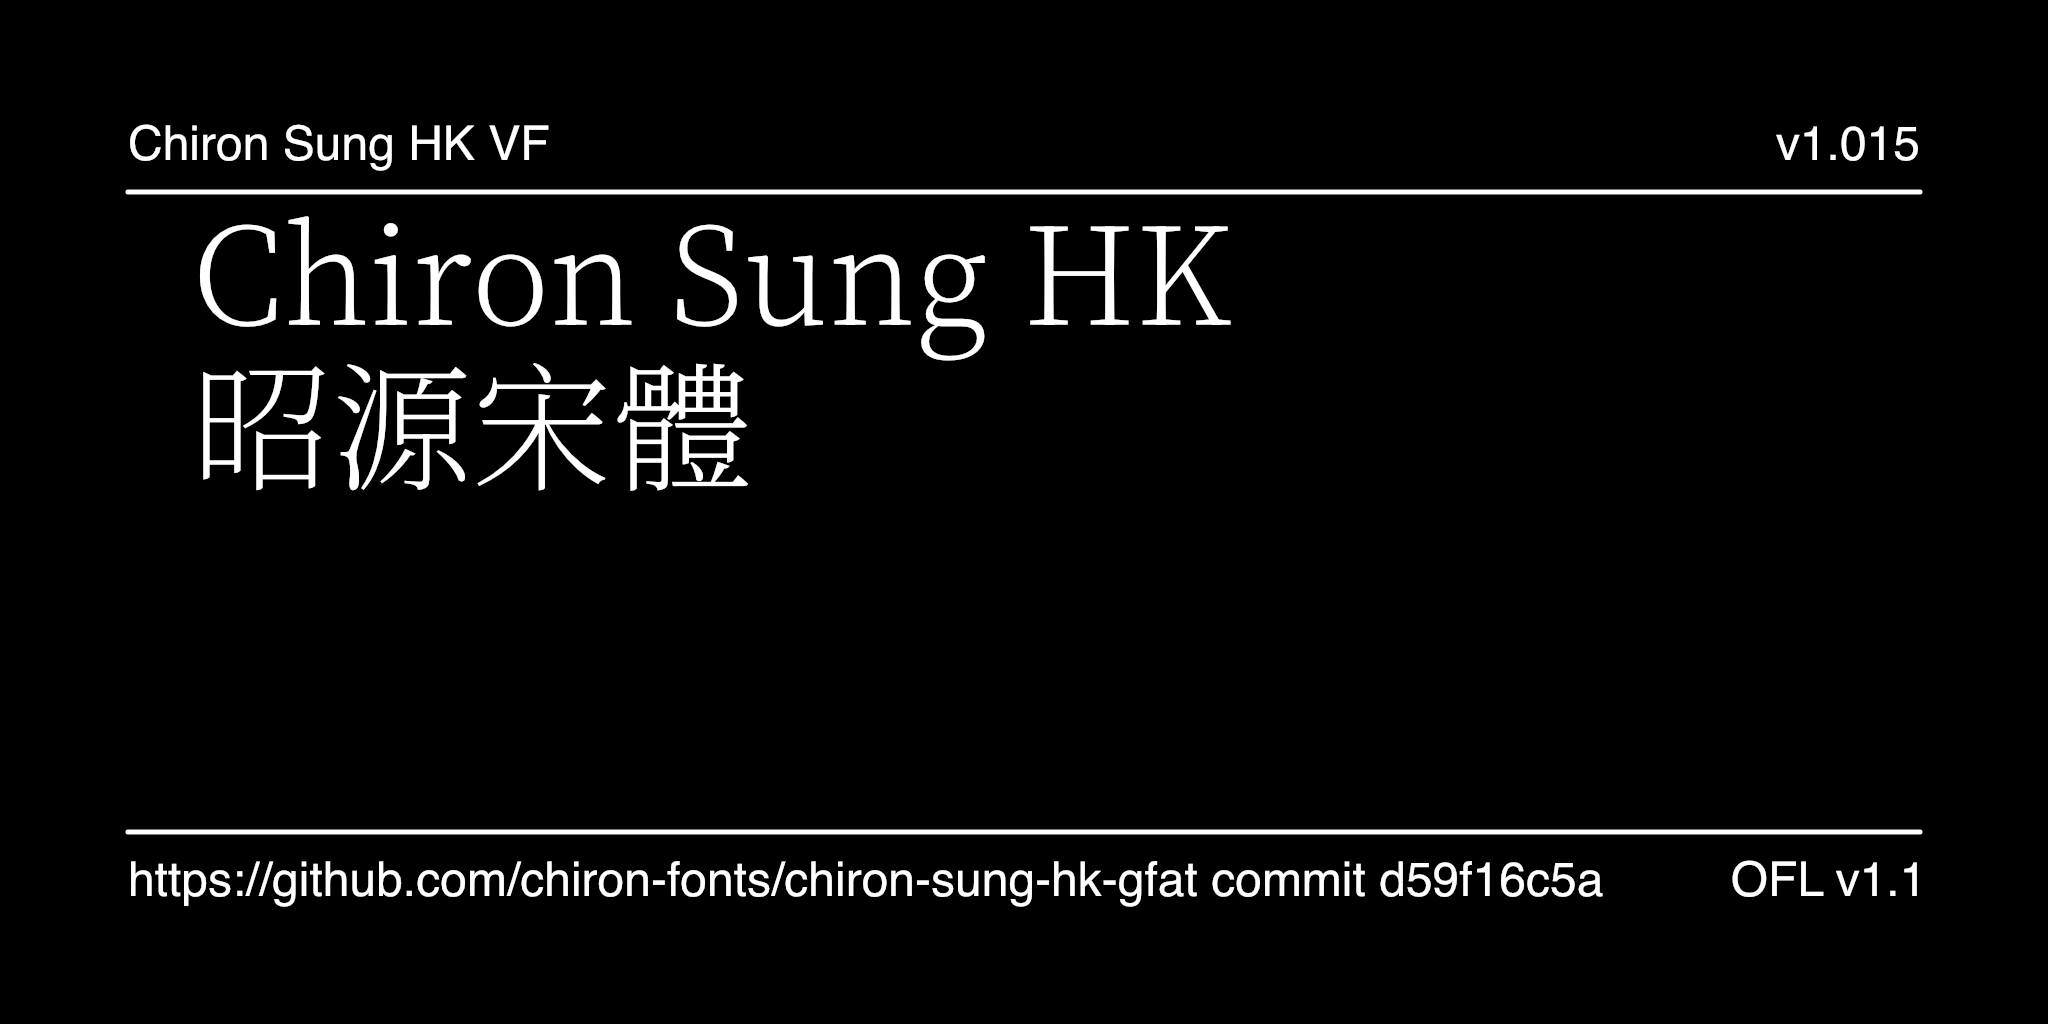 Chiron Sung HK VF
v1.015
Chiron Sung HK
昭源宋體
https://github.com/chiron-fonts/chiron-sung-hk-gfat commit d59f16c5a
OFL v1.1